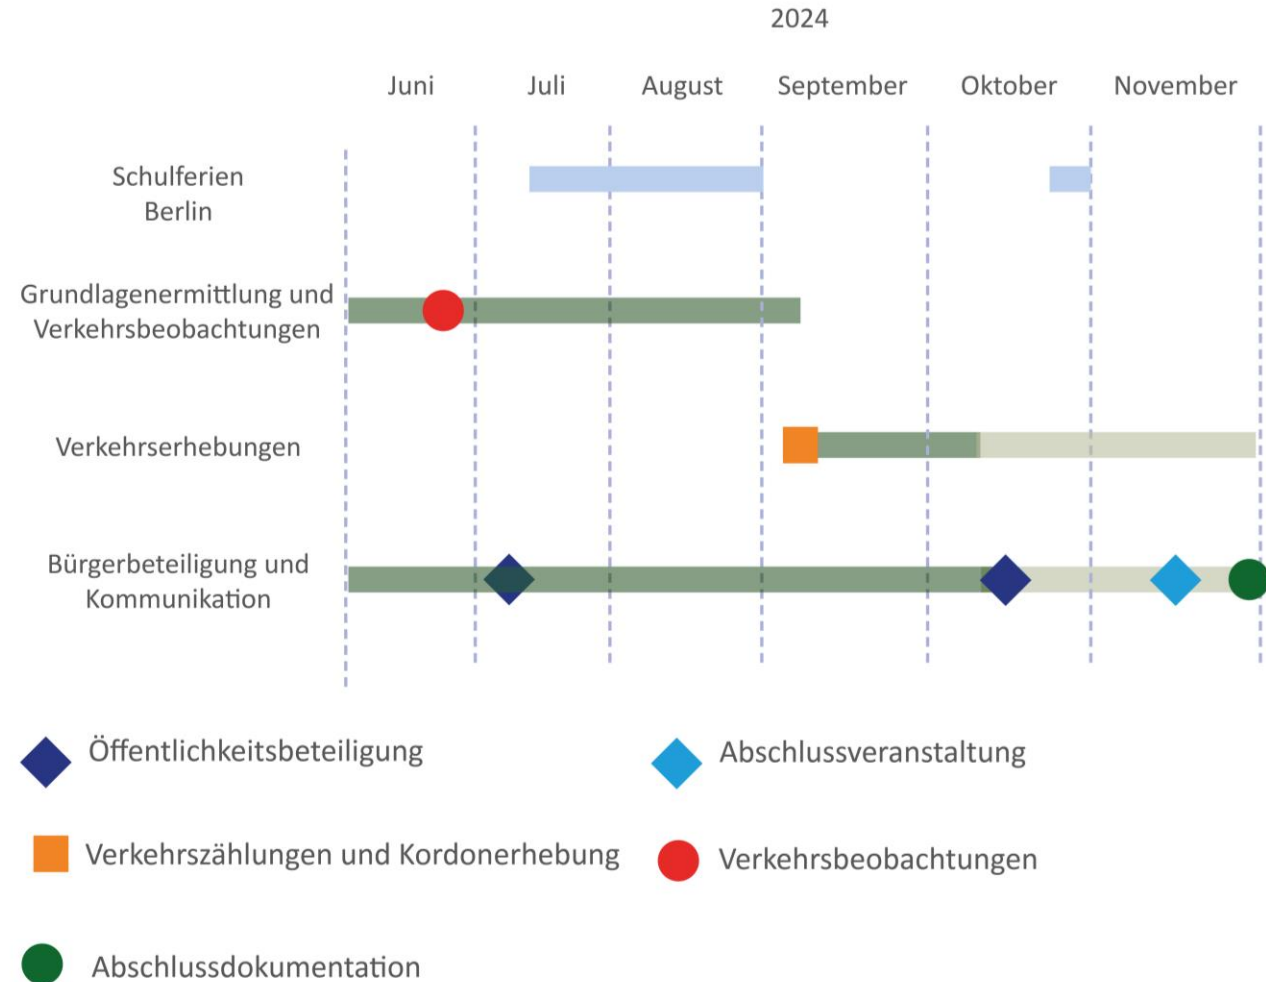 2024
Juni Juli August September Oktober November
Schulferien
Berlin
Grundlagenermittlung und
Verkehrsbeobachtungen
Verkehrserhebungen
Bürgerbeteiligung und
Kommunikation
Öffentlichkeitsbeteiligung
Abschlussveranstaltung
Verkehrszählungen und Kordonerhebung
Verkehrsbeobachtungen
Abschlussdokumentation